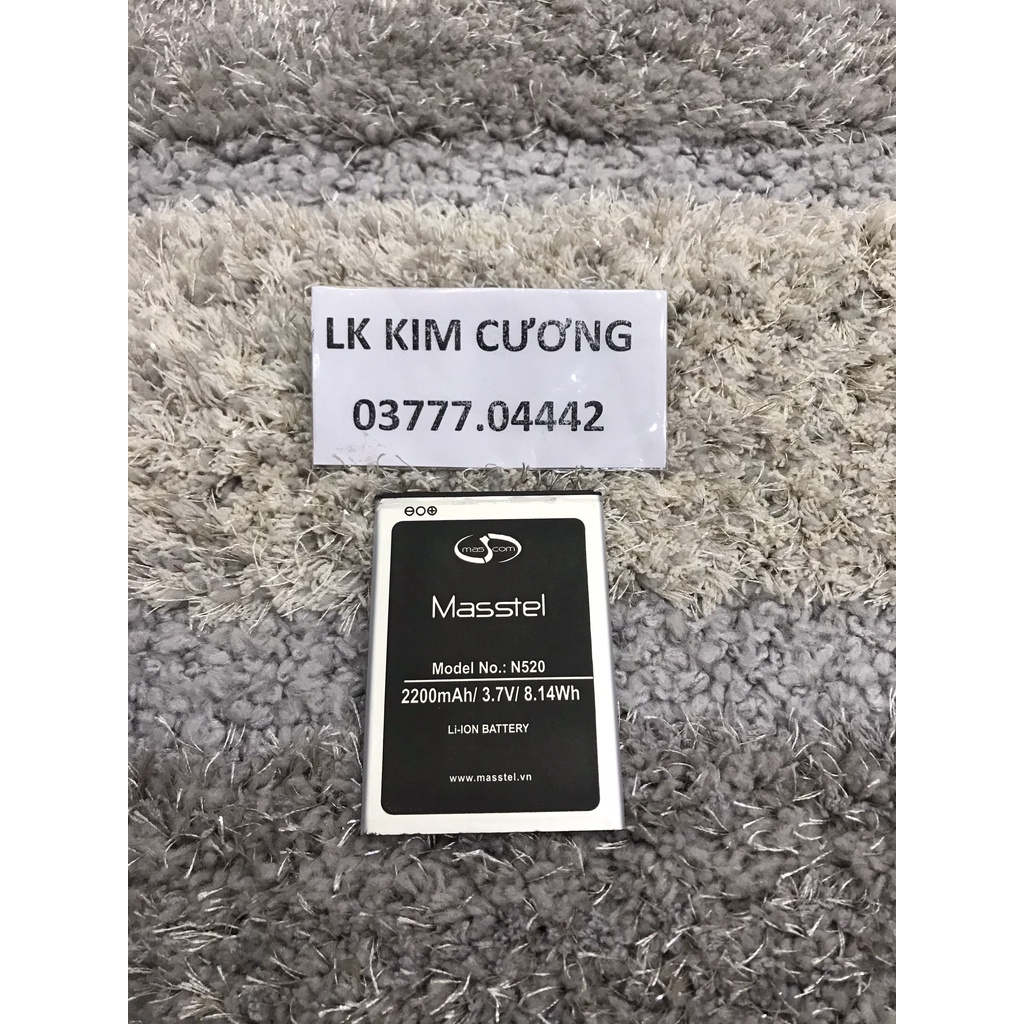 LK KIM CƯƠNG
03777.04442
mascom
Masstel
Model No.: N520
2200mAh/ 3.7V/ 8.14Wh
Li-ION BATTERY
www.masstel.vn